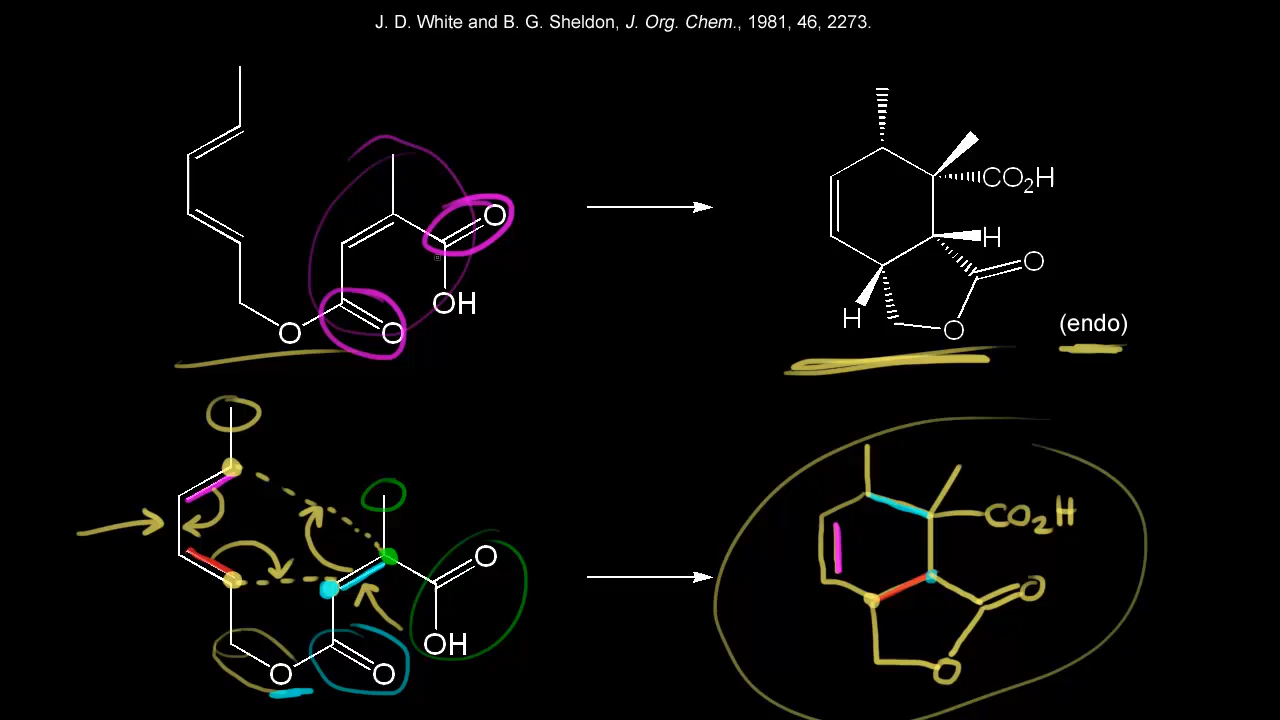 J. D. White and B. G. Sheldon, J. Org. Chem., 1981, 46, 2273.
O
OH
O
O
CO2H
H
O
H
O
(endo)
O
OH
O
O
CO2H
O
O